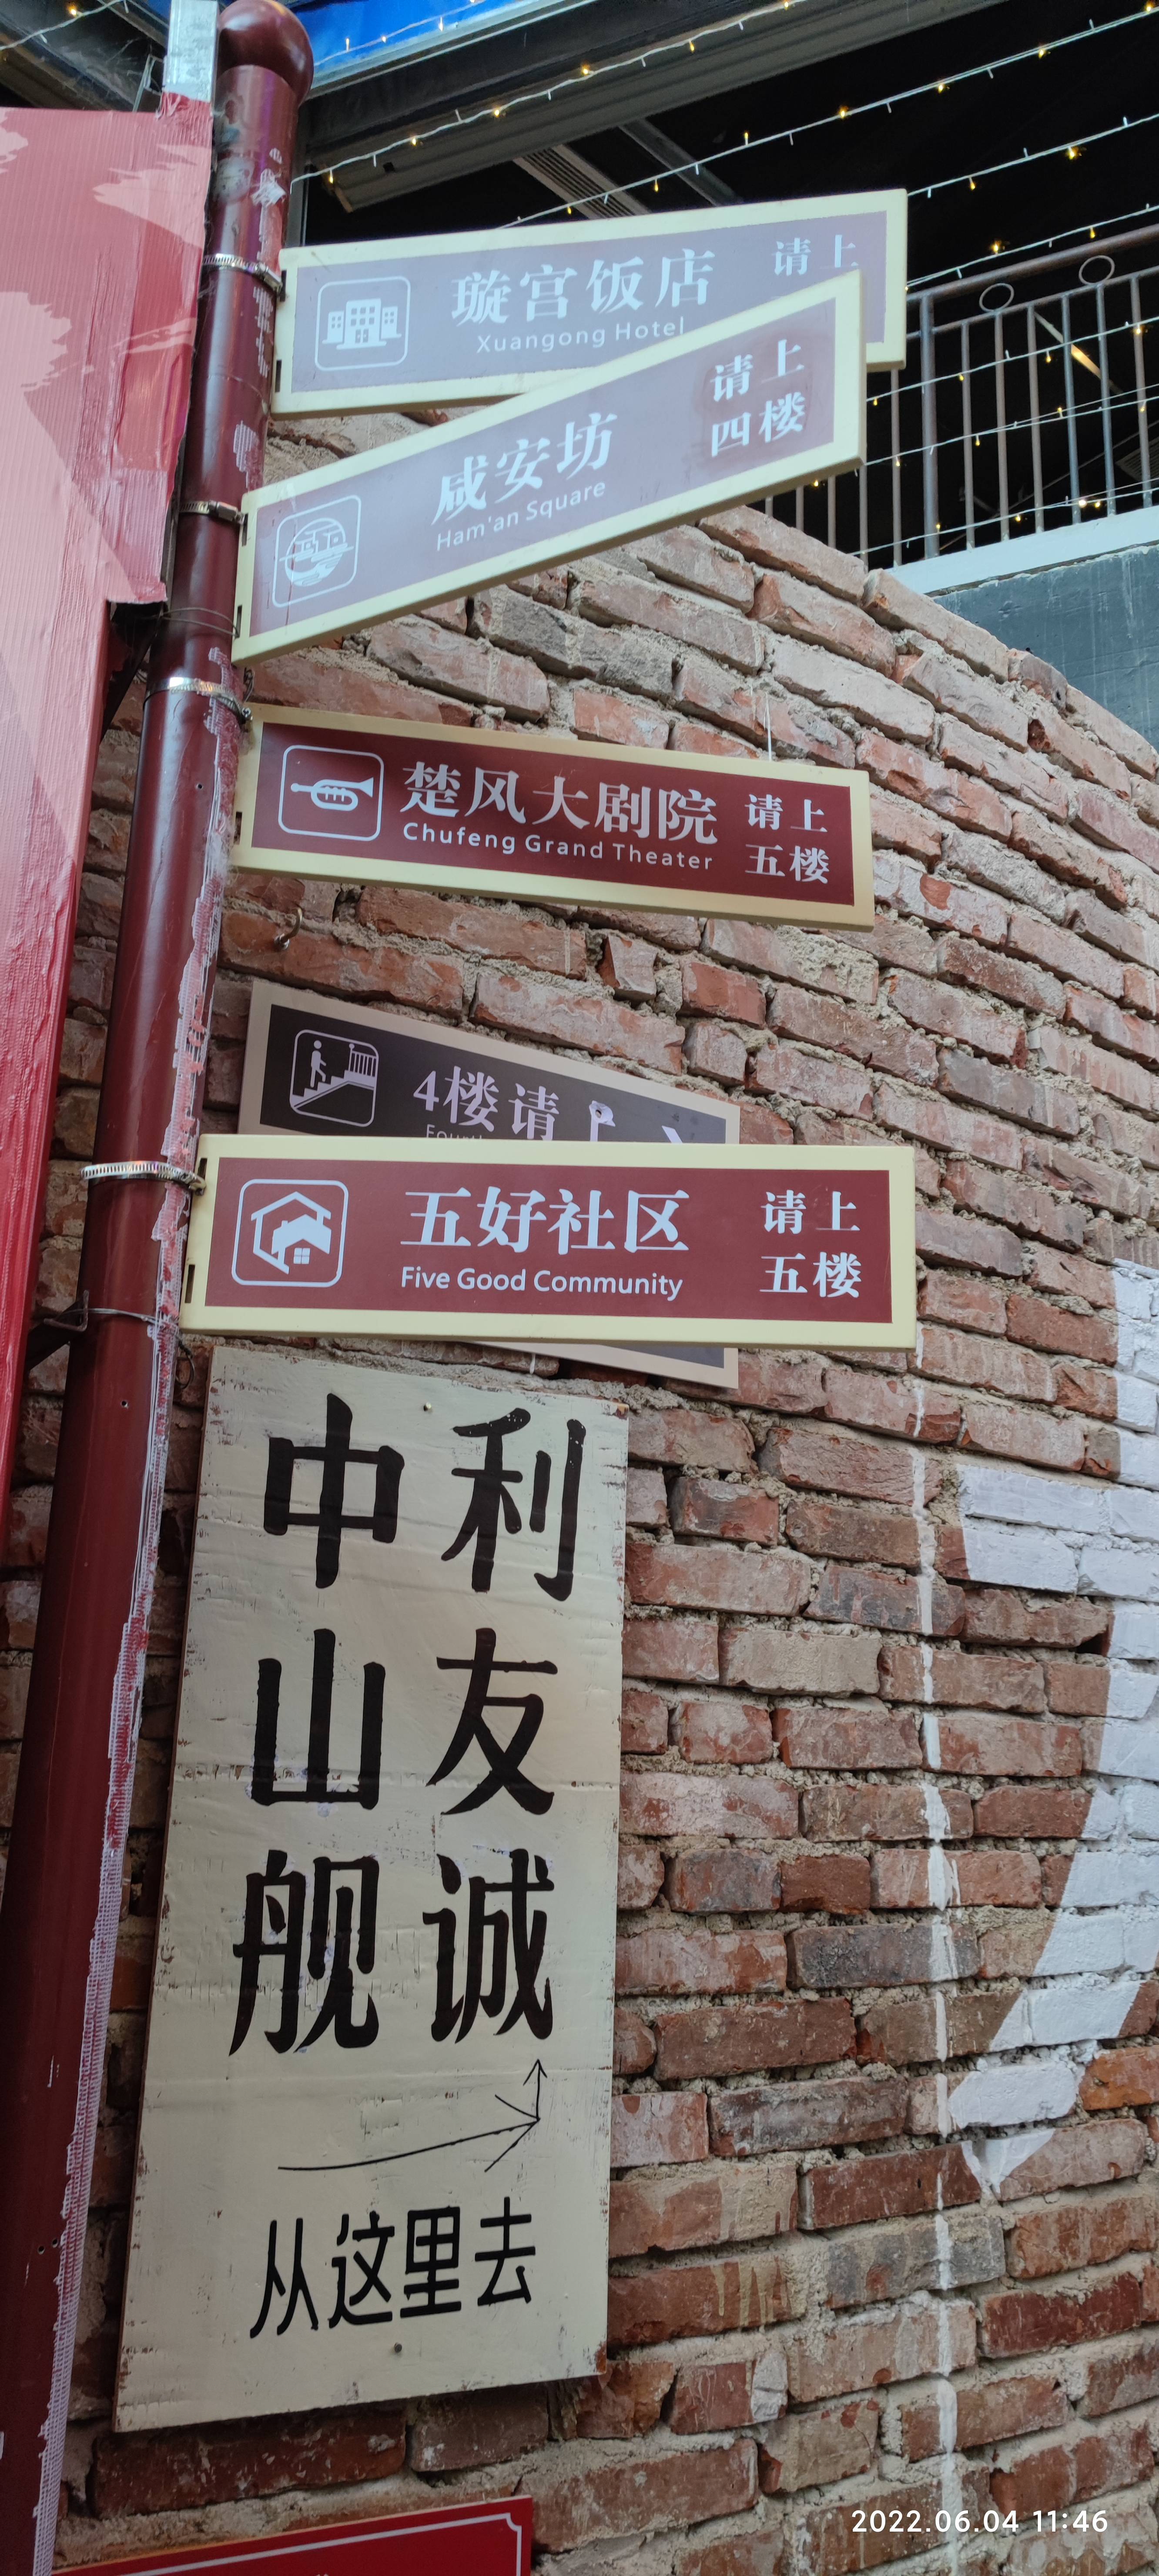 璇宫饭店
Xuangong Hotel
请上
咸安坊
Ham'an Square
请上
四楼
楚风大剧院
Chufeng Grand Theater
请上
五楼
4楼请上
五好社区
Five Good Community
请上
五楼
利友诚
中山舰
从这里去
2022.06.04 11:46